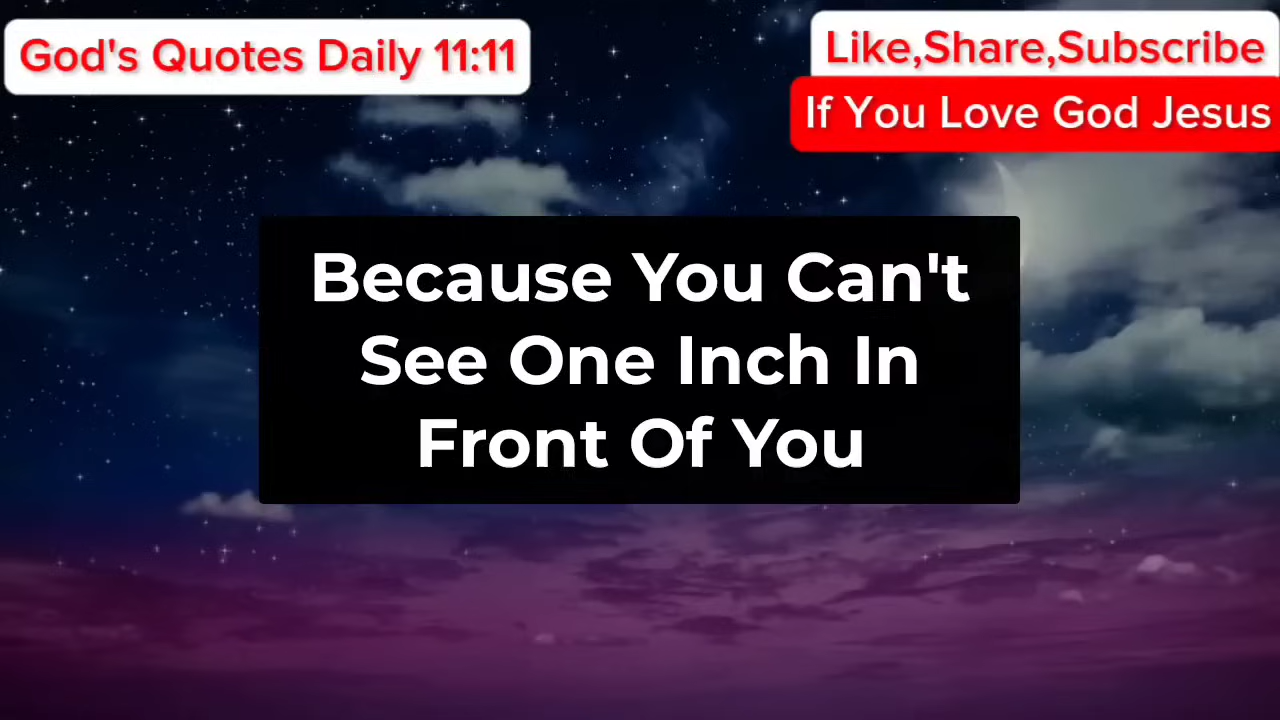 God's Quotes Daily 11:11
Like,Share,Subscribe
If You Love God Jesus
Because You Can't
See One Inch In
Front Of You